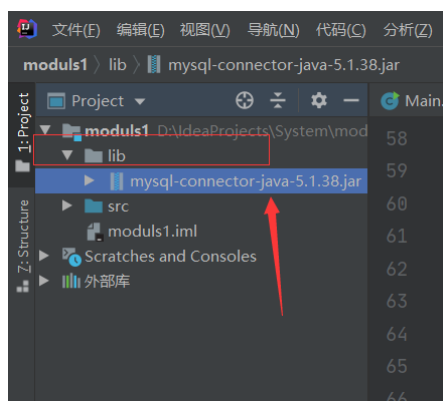 文件(F) 编辑(E) 视图(V) 导航(N) 代码(C) 分析(Z)
moduls1 lib mysql-connector-java-5.1.38.jar
1: Project
Project
Main.
moduls1 D:\IdeaProjects\System\mod
58
lib
59
mysql-connector-java-5.1.38.jar
60
src
moduls1.iml
61
Scratches and Consoles
62
外部库
63
64
65
66
Z: Structure